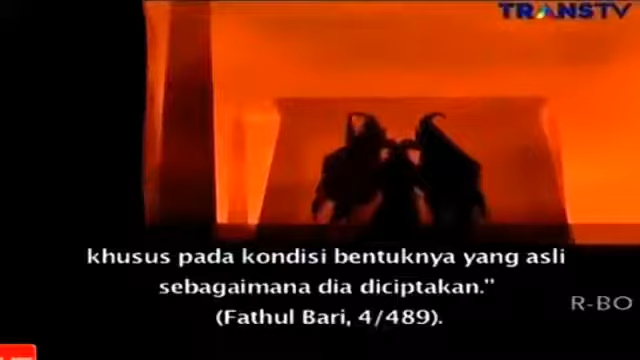 TRANSTV
khusus pada kondisi bentuknya yang asli
sebagaimana dia diciptakan."
(Fathul Bari, 4/489).
R-BO